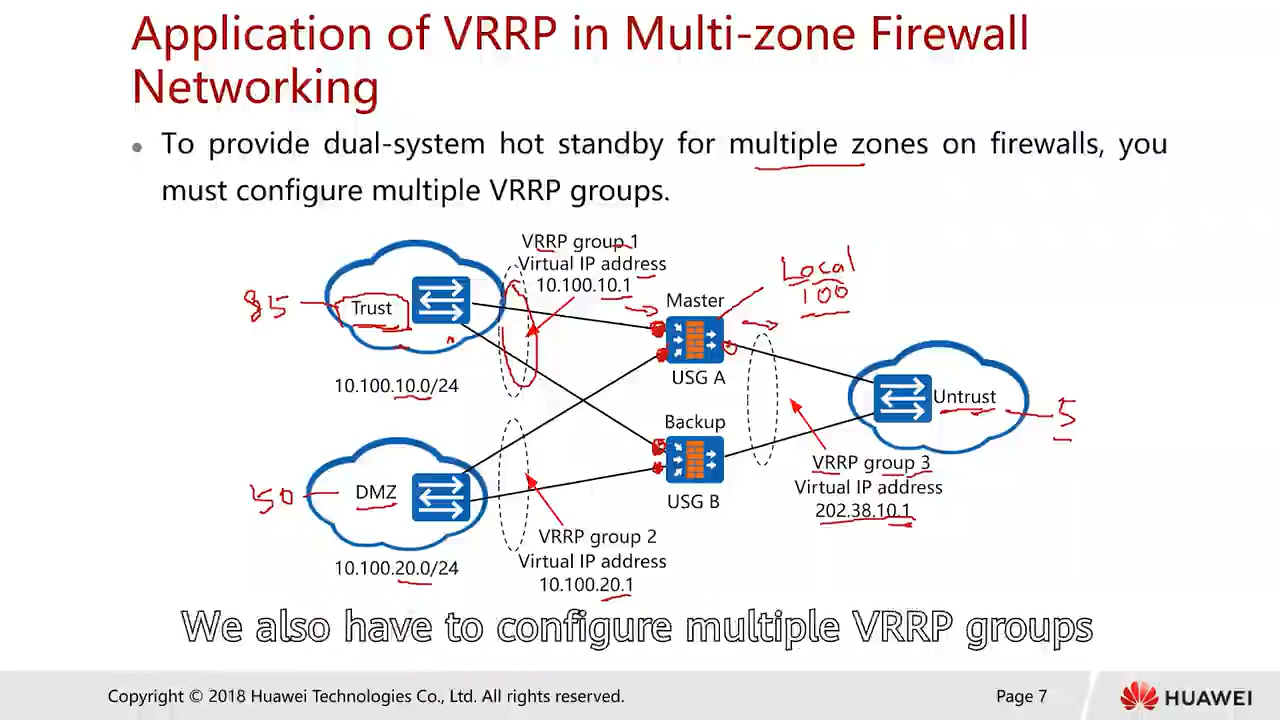 Application of VRRP in Multi-zone Firewall
Networking
• To provide dual-system hot standby for multiple zones on firewalls, you
must configure multiple VRRP groups.
VRRP group 1
Virtual IP address
10.100.10.1
Local
100
85
Trust
Master
USG A
10.100.10.0/24
Untrust
5
Backup
USG B
VRRP group 3
Virtual IP address
202.38.10.1
50
DMZ
10.100.20.0/24
VRRP group 2
Virtual IP address
10.100.20.1
We also have to configure multiple VRRP groups
Copyright © 2018 Huawei Technologies Co., Ltd. All rights reserved.
Page 7
HUAWEI